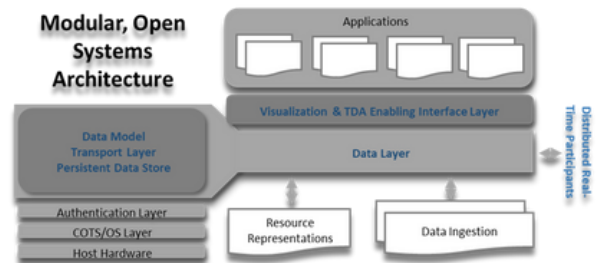 Modular, Open
Systems
Architecture
Applications
Visualization & TDA Enabling Interface Layer
Data Model
Transport Layer
Persistent Data Store
Data Layer
Distributed Real-
Time Participants
Authentication Layer
COTS/OS Layer
Host Hardware
Resource
Representations
Data Ingestion